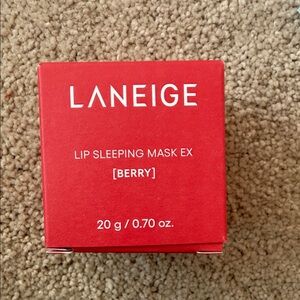 LANEIGE
LIP SLEEPING MASK EX
[BERRY]
20 g / 0.70 oz.